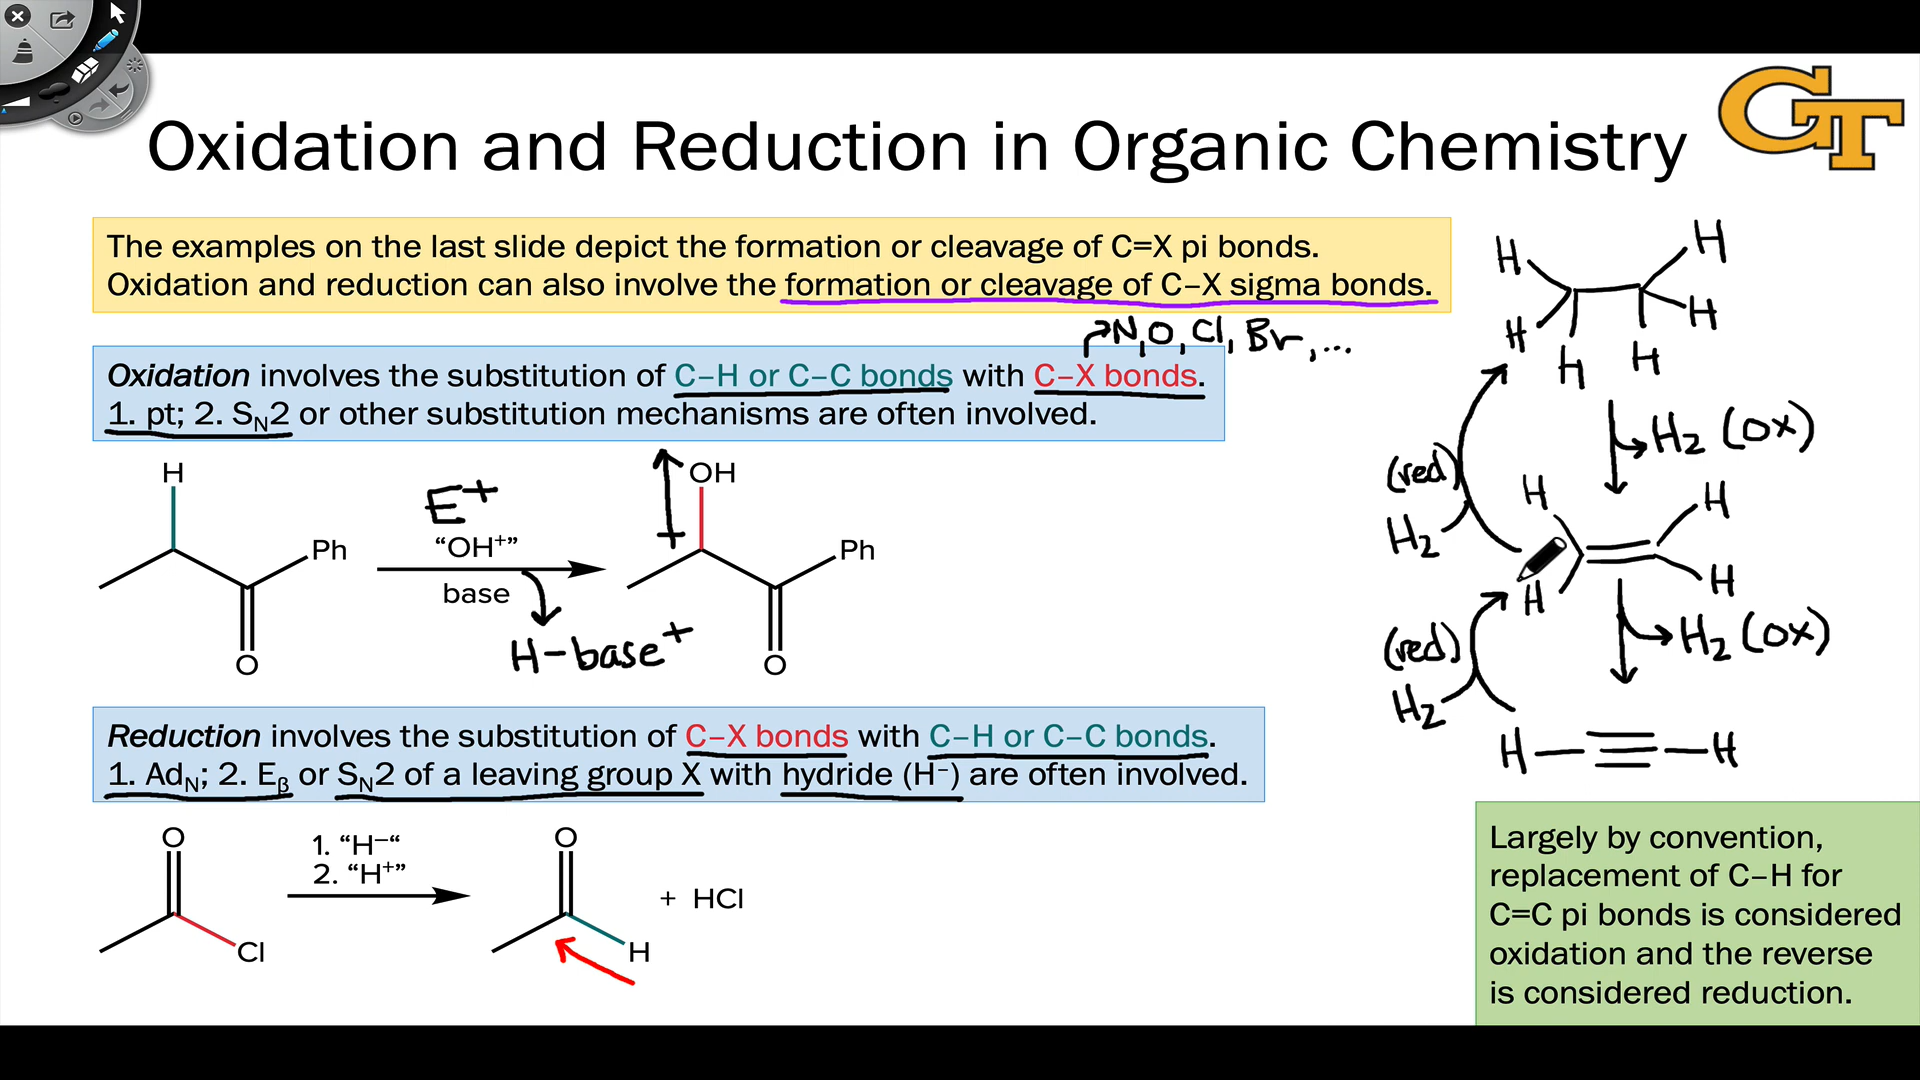 Oxidation and Reduction in Organic Chemistry
GT
The examples on the last slide depict the formation or cleavage of C=X pi bonds.
Oxidation and reduction can also involve the formation or cleavage of C–X sigma bonds.
N, O, Cl, Br, ...
Oxidation involves the substitution of C–H or C–C bonds with C–X bonds.
1. pt; 2. SN2 or other substitution mechanisms are often involved.
H
Ph
O
E+
“OH+”
base
H-base+
OH
Ph
O
Reduction involves the substitution of C–X bonds with C–H or C–C bonds.
1. AdN; 2. Eβ or SN2 of a leaving group X with hydride (H–) are often involved.
O
Cl
1. “H–“
2. “H+”
O
H
+ HCl
H
H
H
H
H
H
H2 (ox)
(red)
H2
H
H
H
H
H2 (ox)
(red)
H2
H–≡–H
Largely by convention,
replacement of C–H for
C=C pi bonds is considered
oxidation and the reverse
is considered reduction.